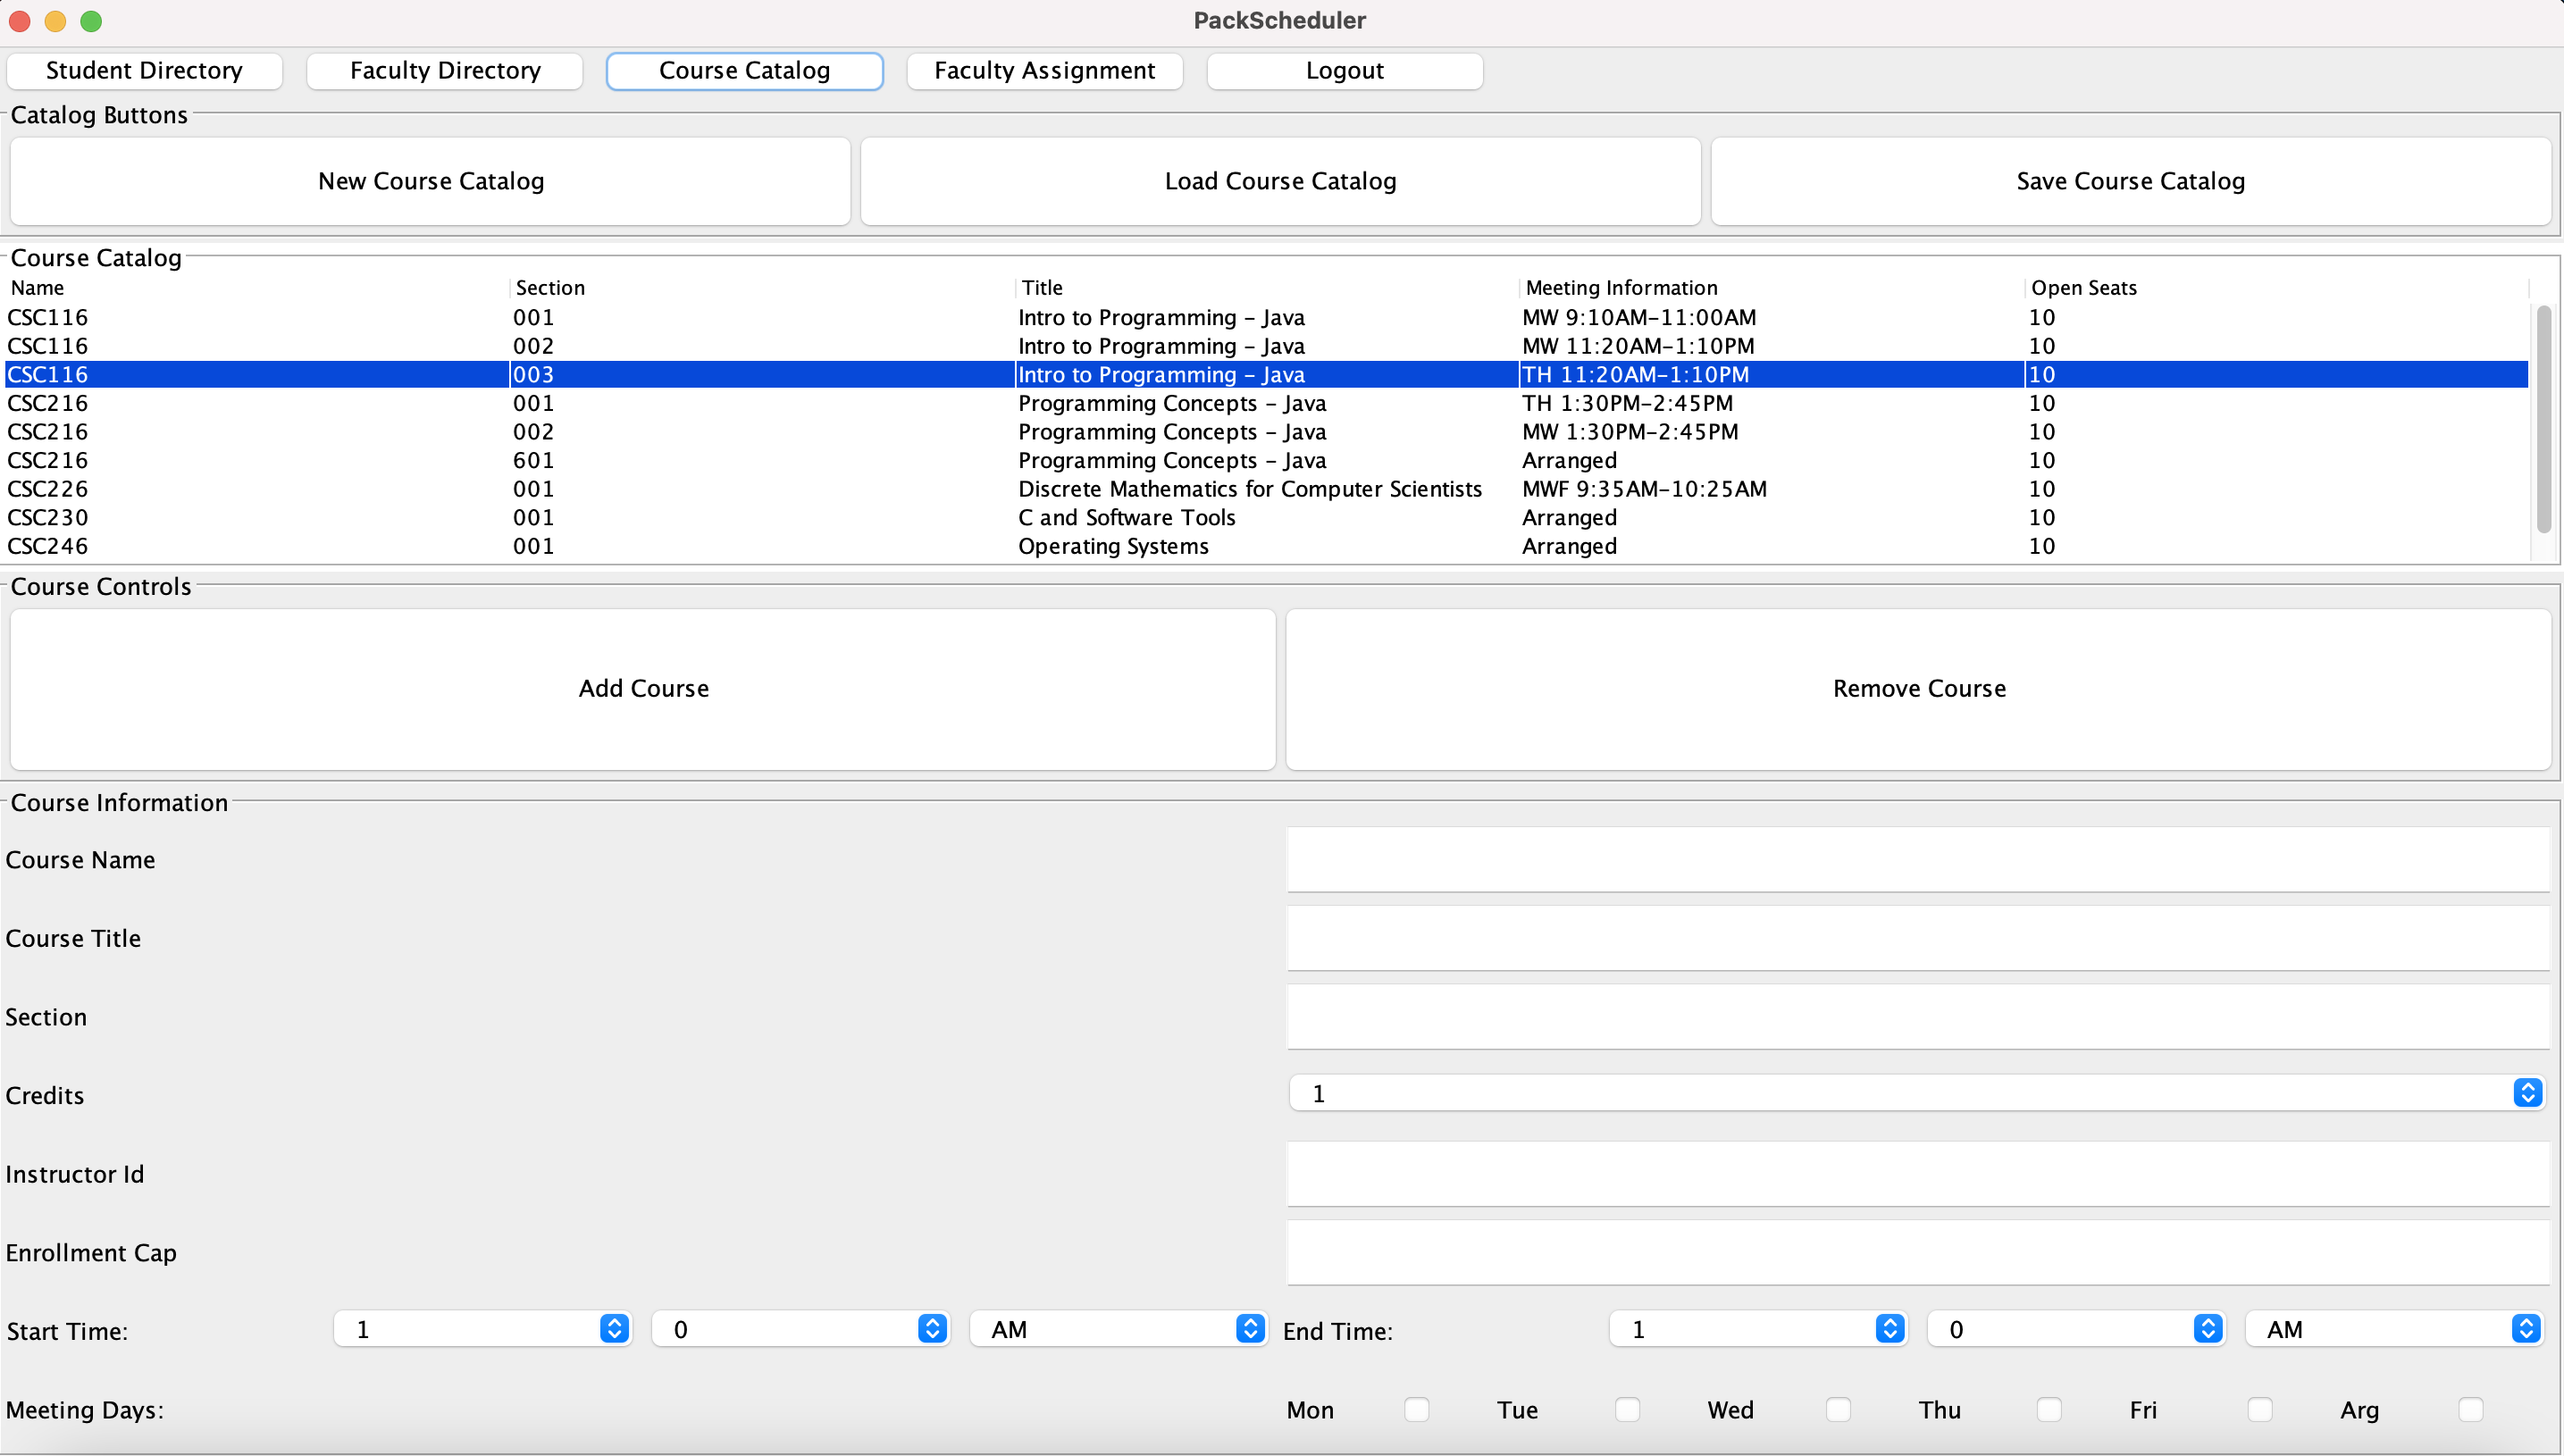 PackScheduler
Student Directory Faculty Directory Course Catalog Faculty Assignment Logout
Catalog Buttons
New Course Catalog Load Course Catalog Save Course Catalog
Course Catalog
Name Section Title Meeting Information Open Seats
CSC116 001 Intro to Programming - Java MW 9:10AM-11:00AM 10
CSC116 002 Intro to Programming - Java MW 11:20AM-1:10PM 10
CSC116 003 Intro to Programming - Java TH 11:20AM-1:10PM 10
CSC216 001 Programming Concepts - Java TH 1:30PM-2:45PM 10
CSC216 002 Programming Concepts - Java MW 1:30PM-2:45PM 10
CSC216 601 Programming Concepts - Java Arranged 10
CSC226 001 Discrete Mathematics for Computer Scientists MWF 9:35AM-10:25AM 10
CSC230 001 C and Software Tools Arranged 10
CSC246 001 Operating Systems Arranged 10
Course Controls
Add Course Remove Course
Course Information
Course Name
Course Title
Section
Credits 1
Instructor Id
Enrollment Cap
Start Time: 1 0 AM End Time: 1 0 AM
Meeting Days: Mon Tue Wed Thu Fri Arg